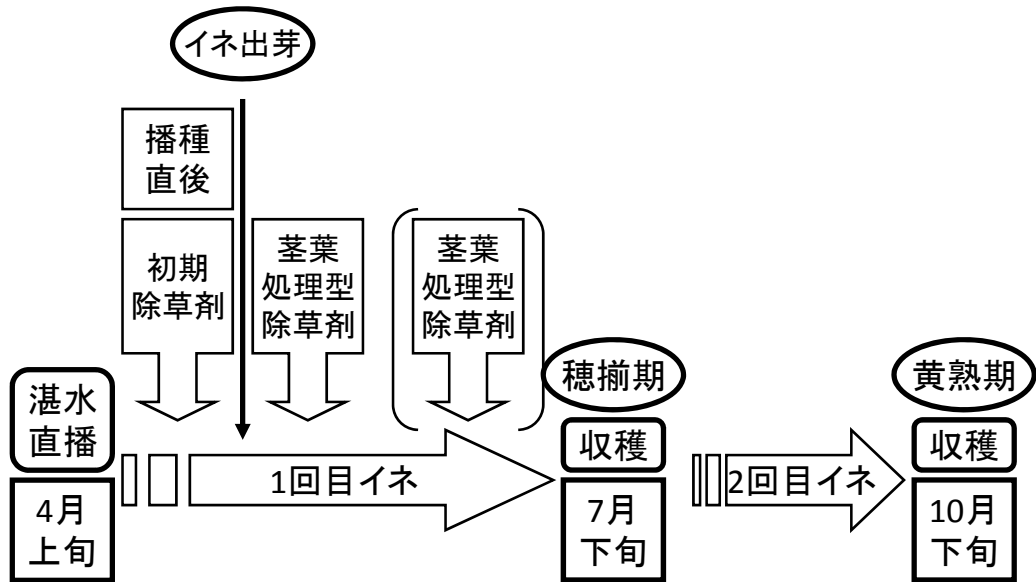 イネ出芽
播種
直後
初期
除草剤
茎葉
処理型
除草剤
茎葉
処理型
除草剤
湛水
直播
4月
上旬
1回目イネ
穂揃期
収穫
7月
下旬
2回目イネ
黄熟期
収穫
10月
下旬